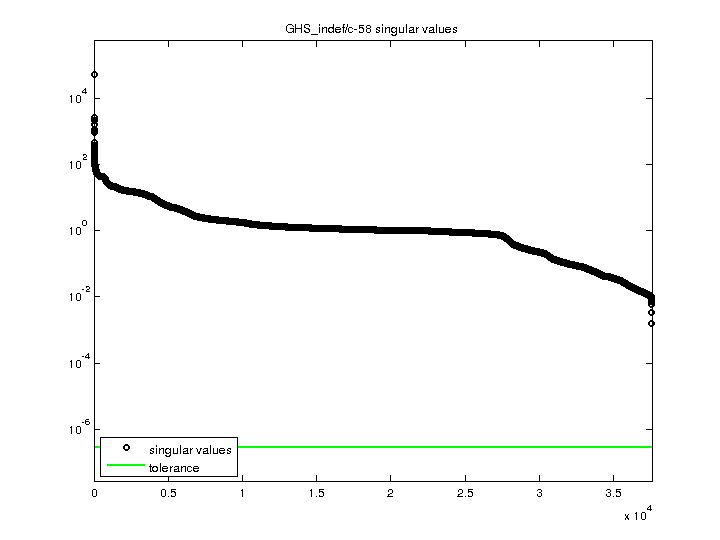 GHS_indef/c-58 singular values
10^4
10^2
10^0
10^-2
10^-4
10^-6
singular values
tolerance
0 0.5 1 1.5 2 2.5 3 3.5
x 10^4